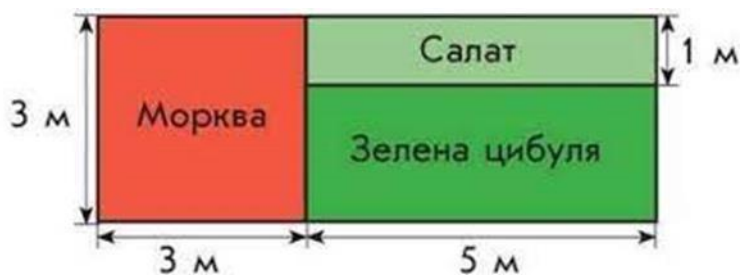 Салат
1 м
3 м
Морква
Зелена цибуля
3 м
5 м